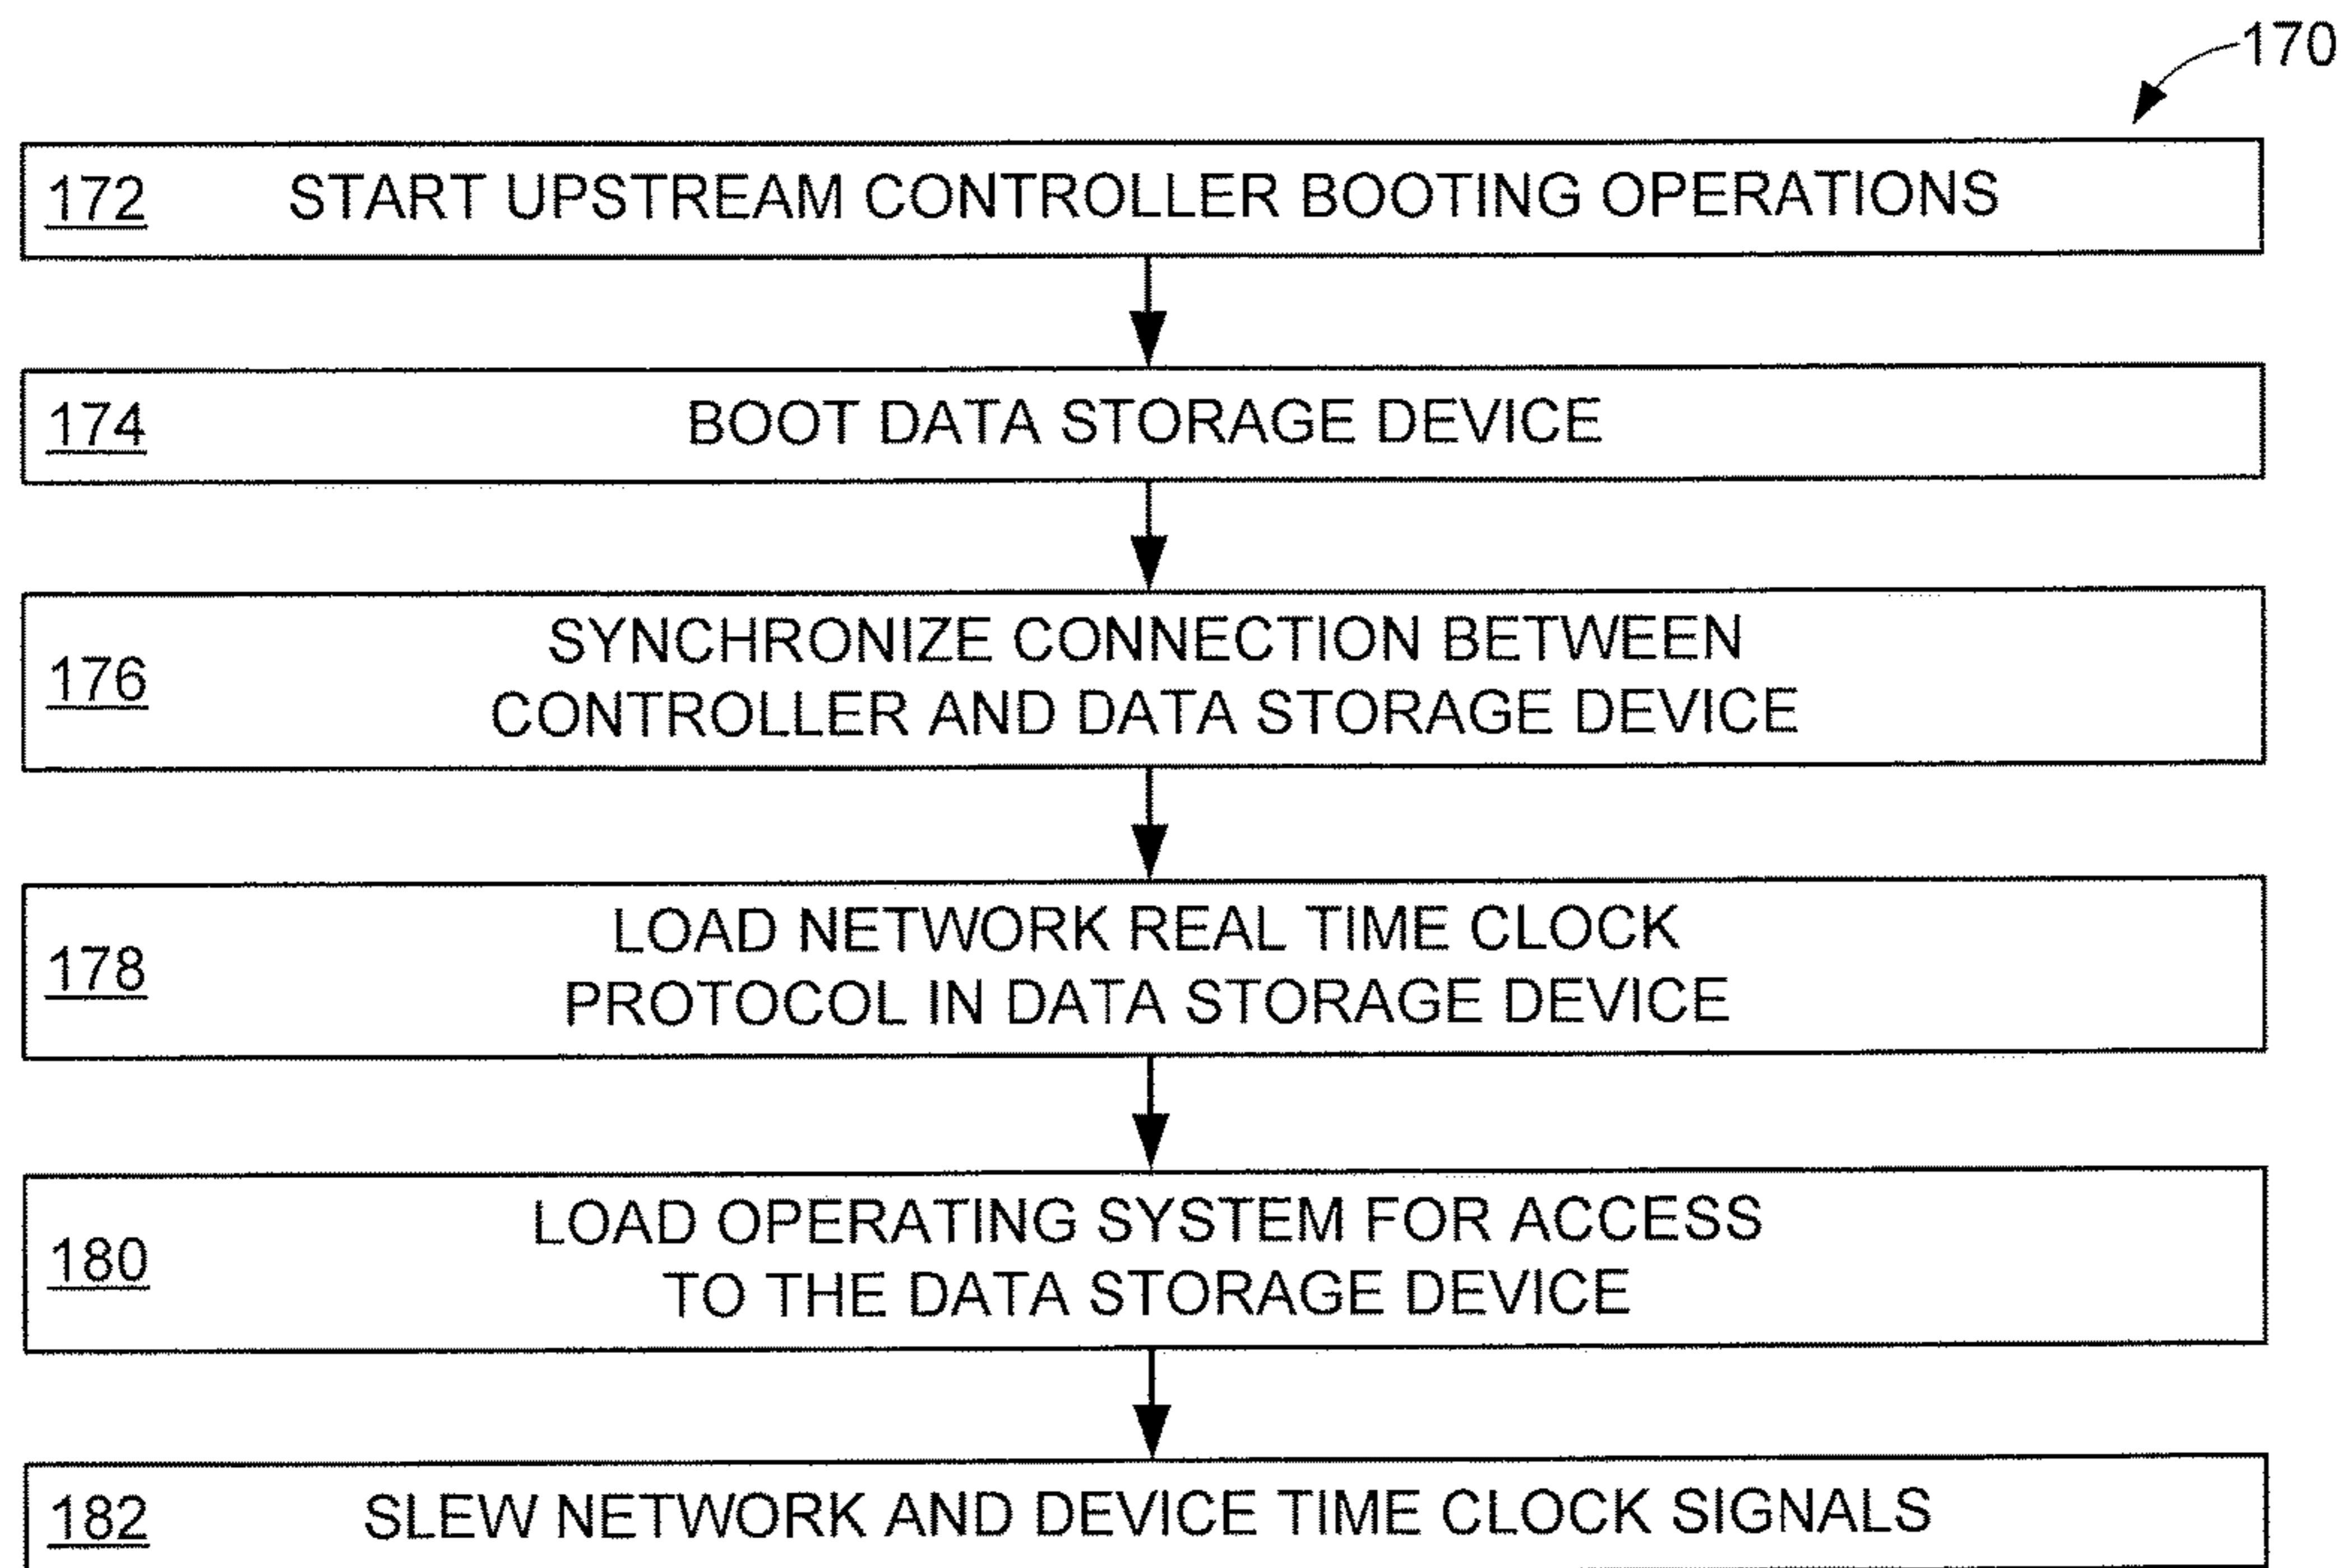 170
172 START UPSTREAM CONTROLLER BOOTING OPERATIONS
174 BOOT DATA STORAGE DEVICE
176
SYNCHRONIZE CONNECTION BETWEEN
CONTROLLER AND DATA STORAGE DEVICE
178
LOAD NETWORK REAL TIME CLOCK
PROTOCOL IN DATA STORAGE DEVICE
180
LOAD OPERATING SYSTEM FOR ACCESS
TO THE DATA STORAGE DEVICE
182 SLEW NETWORK AND DEVICE TIME CLOCK SIGNALS